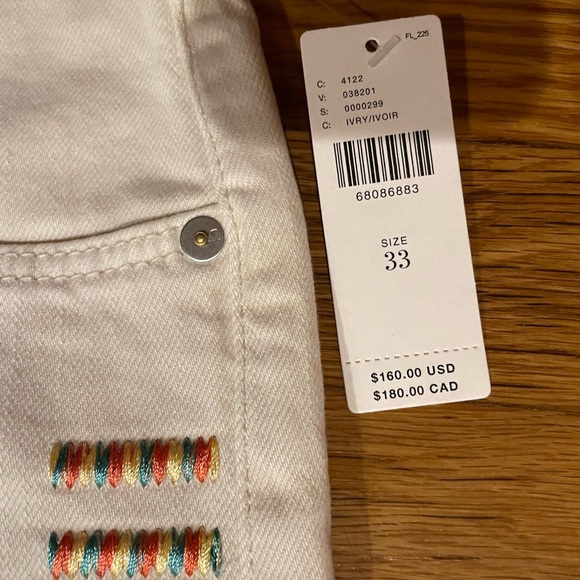 FL_225
C: 4122
V: 038201
S: 0000299
C: IVRY/IVOIR
68086883
SIZE
33
$160.00 USD
$180.00 CAD